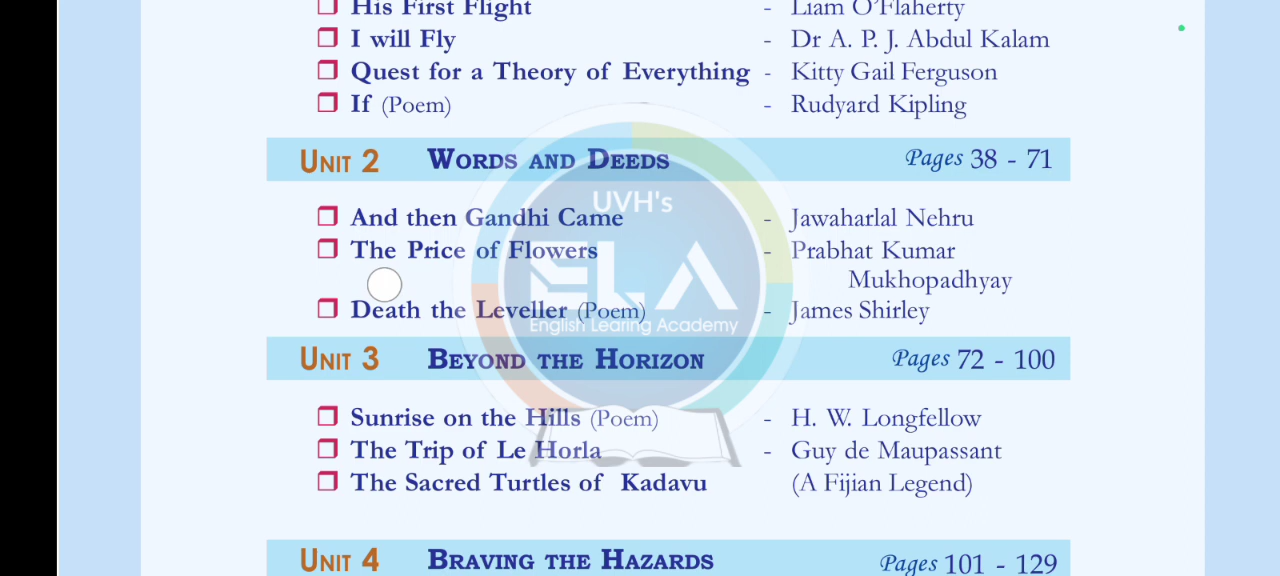 His First Flight - Liam O'Flaherty
I will Fly - Dr A. P. J. Abdul Kalam
Quest for a Theory of Everything - Kitty Gail Ferguson
If (Poem) - Rudyard Kipling
UNIT 2 WORDS AND DEEDS Pages 38 - 71
UVH's
And then Gandhi Came - Jawaharlal Nehru
The Price of Flowers - Prabhat Kumar
Mukhopadhyay
ELA
Death the Leveller (Poem) - James Shirley
English Learing Academy
UNIT 3 BEYOND THE HORIZON Pages 72 - 100
Sunrise on the Hills (Poem) - H. W. Longfellow
The Trip of Le Horla - Guy de Maupassant
The Sacred Turtles of Kadavu (A Fijian Legend)
UNIT 4 BRAVING THE HAZARDS Pages 101 - 129